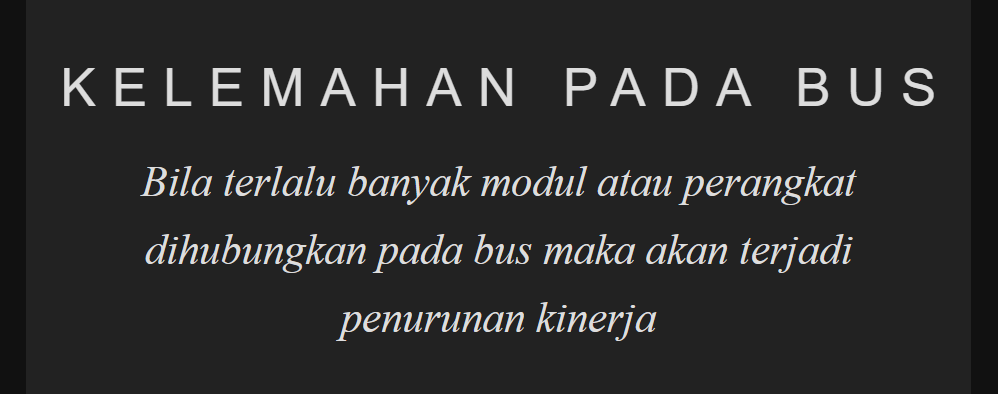 KELEMAHAN PADA BUS
Bila terlalu banyak modul atau perangkat
dihubungkan pada bus maka akan terjadi
penurunan kinerja